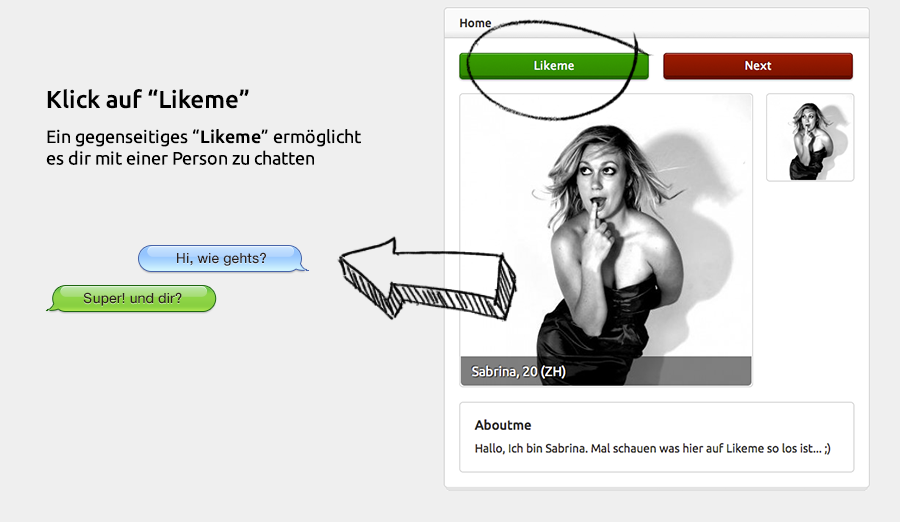 Klick auf “Likeme”
Ein gegenseitiges “Likeme” ermöglicht
es dir mit einer Person zu chatten
Hi, wie gehts?
Super! und dir?
Home
Likeme
Next
Sabrina, 20 (ZH)
Aboutme
Hallo, Ich bin Sabrina. Mal schauen was hier auf Likeme so los ist... ;)